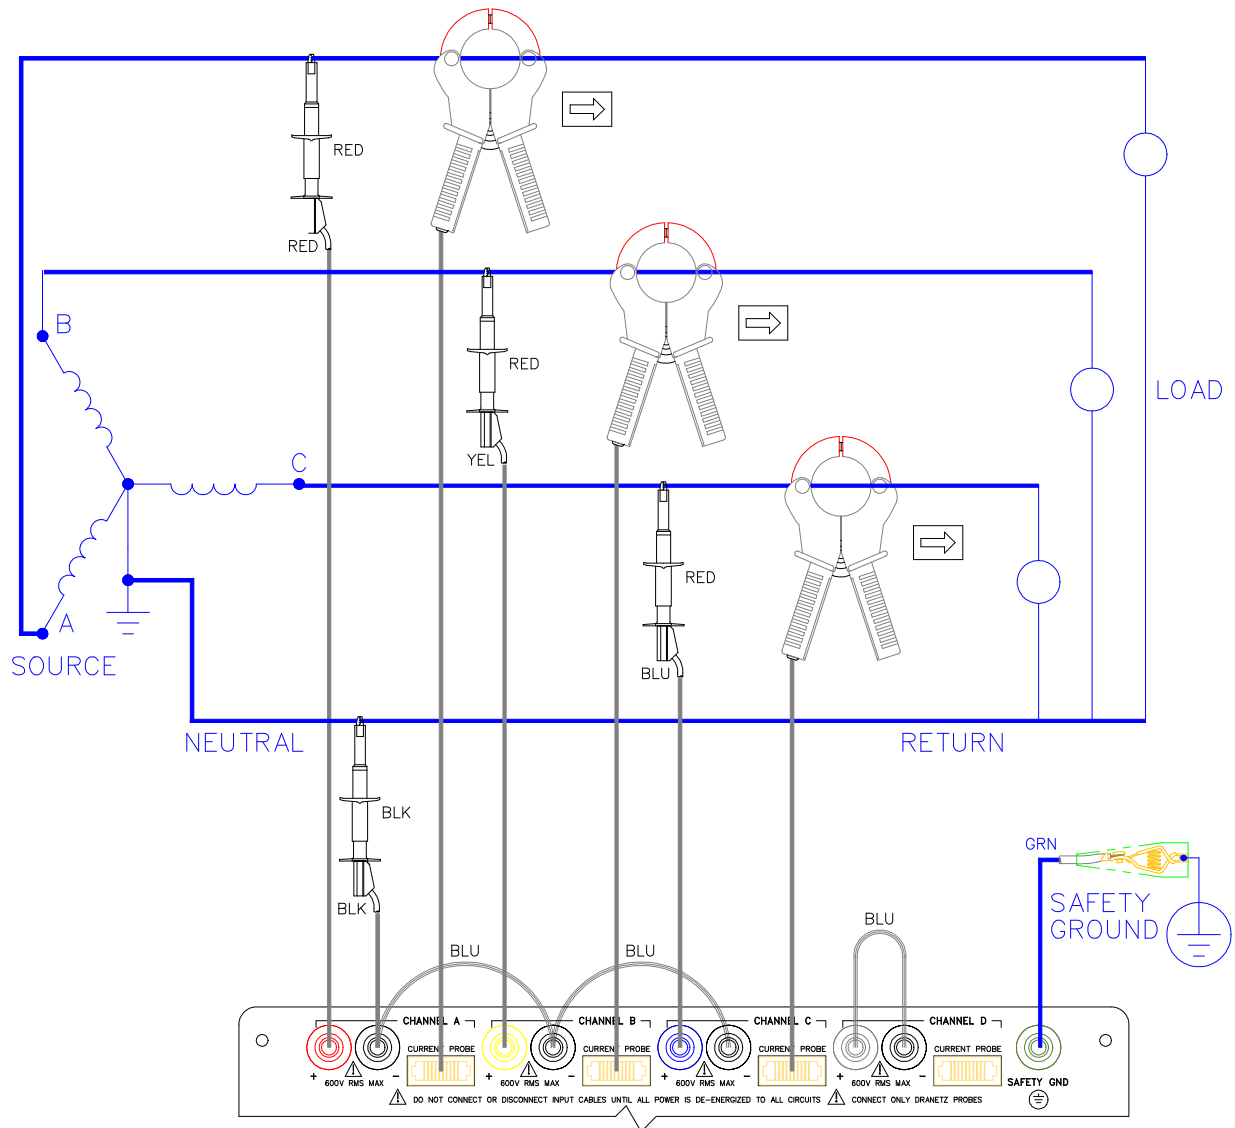 RED
RED
B
RED
LOAD
YEL
C
RED
A
SOURCE
BLU
NEUTRAL
RETURN
BLK
GRN
BLK
SAFETY
GROUND
BLU
BLU
BLU
CHANNEL A
CHANNEL B
CHANNEL C
CHANNEL D
CURRENT PROBE
CURRENT PROBE
CURRENT PROBE
CURRENT PROBE
+ 600V RMS MAX −
+ 600V RMS MAX −
+ 600V RMS MAX −
+ 600V RMS MAX −
SAFETY GND
DO NOT CONNECT OR DISCONNECT INPUT CABLES UNTIL ALL POWER IS DE-ENERGIZED TO ALL CIRCUITS
CONNECT ONLY DRANETZ PROBES